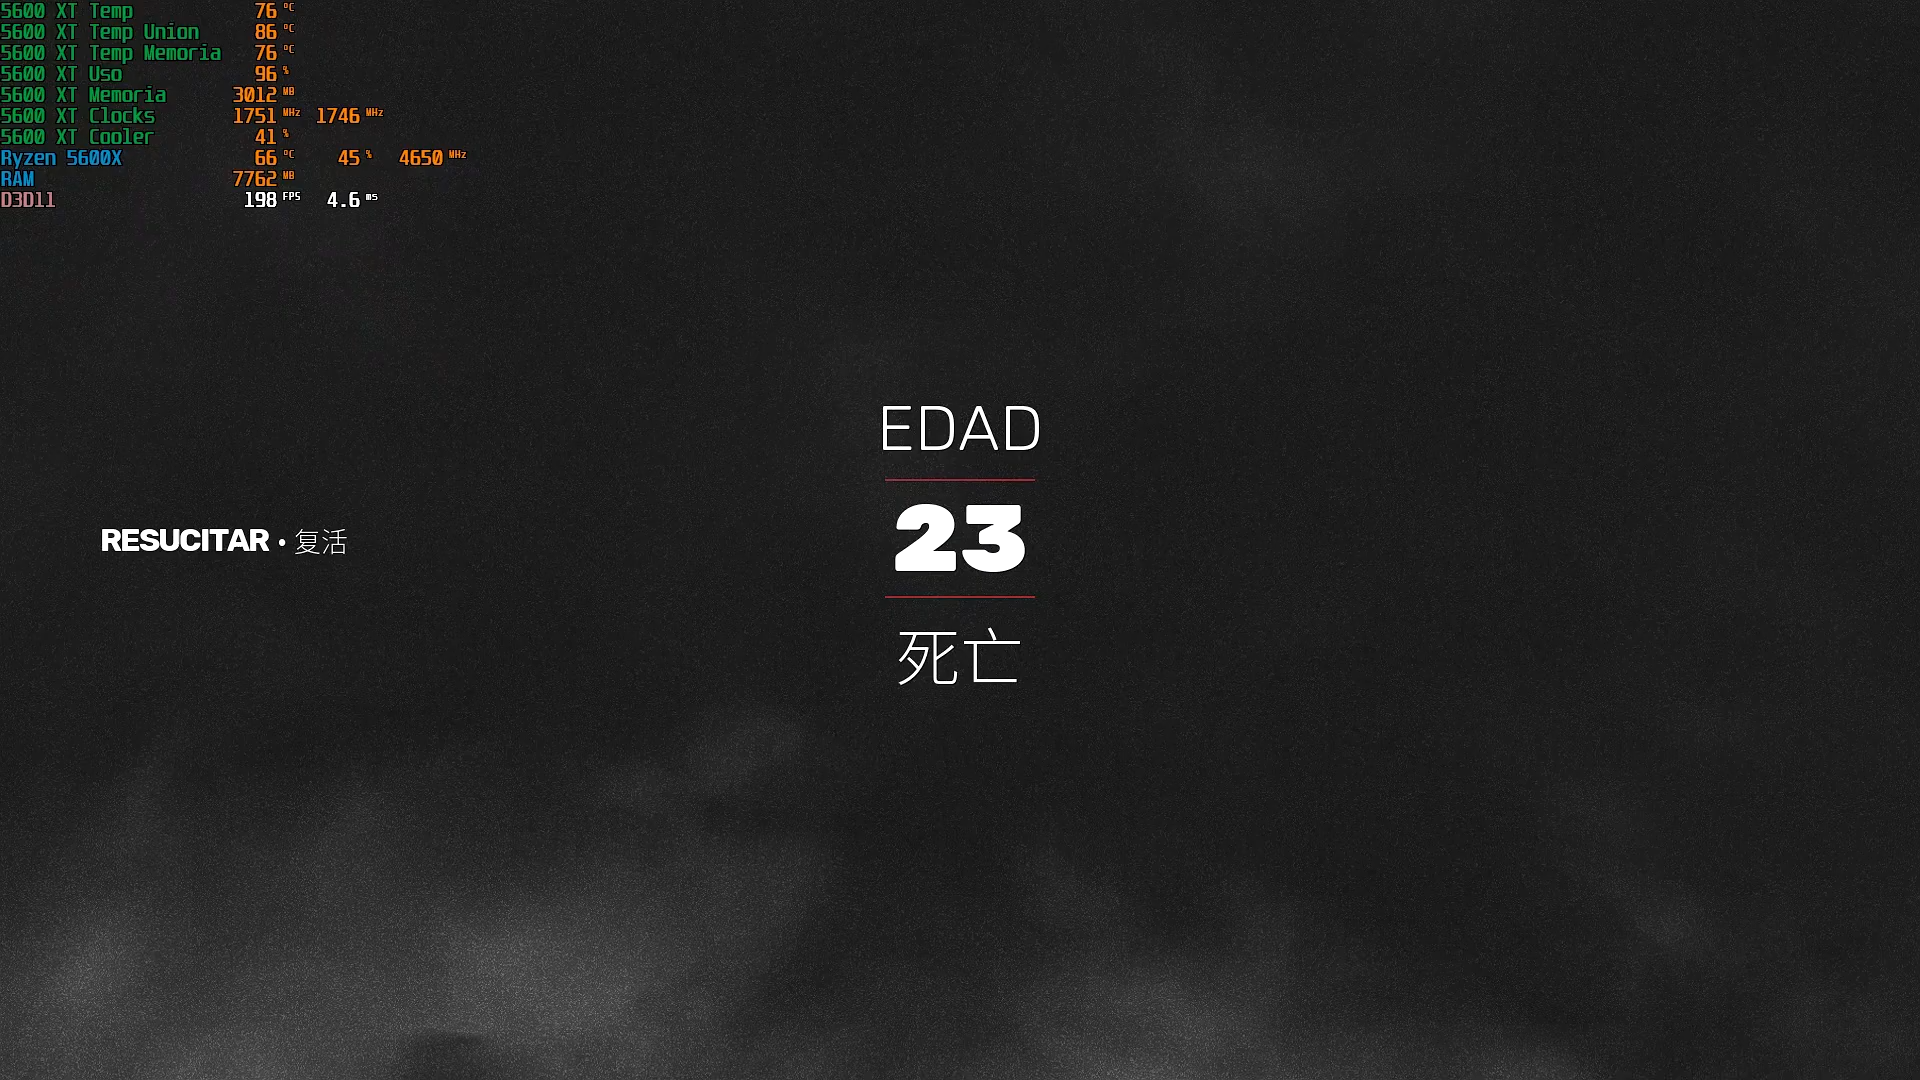 5600 XT Temp 76 °C
5600 XT Temp Union 86 °C
5600 XT Temp Memoria 76 °C
5600 XT Uso 96 %
5600 XT Memoria 3012 MB
5600 XT Clocks 1751 MHz 1746 MHz
5600 XT Cooler 41 %
Ryzen 5600X 66 °C 45 % 4650 MHz
RAM 7762 MB
D3D11 198 FPS 4.6 ms
EDAD
23
死亡
RESUCITAR • 复活